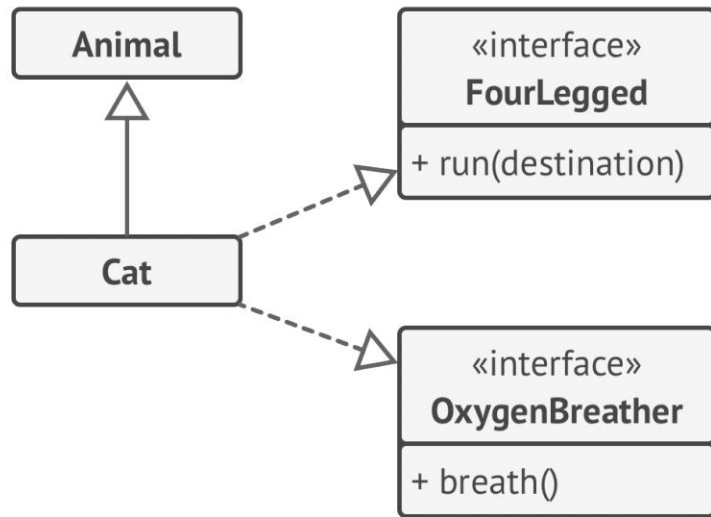 Animal
Cat
«interface»
FourLegged
+ run(destination)
«interface»
OxygenBreather
+ breath()